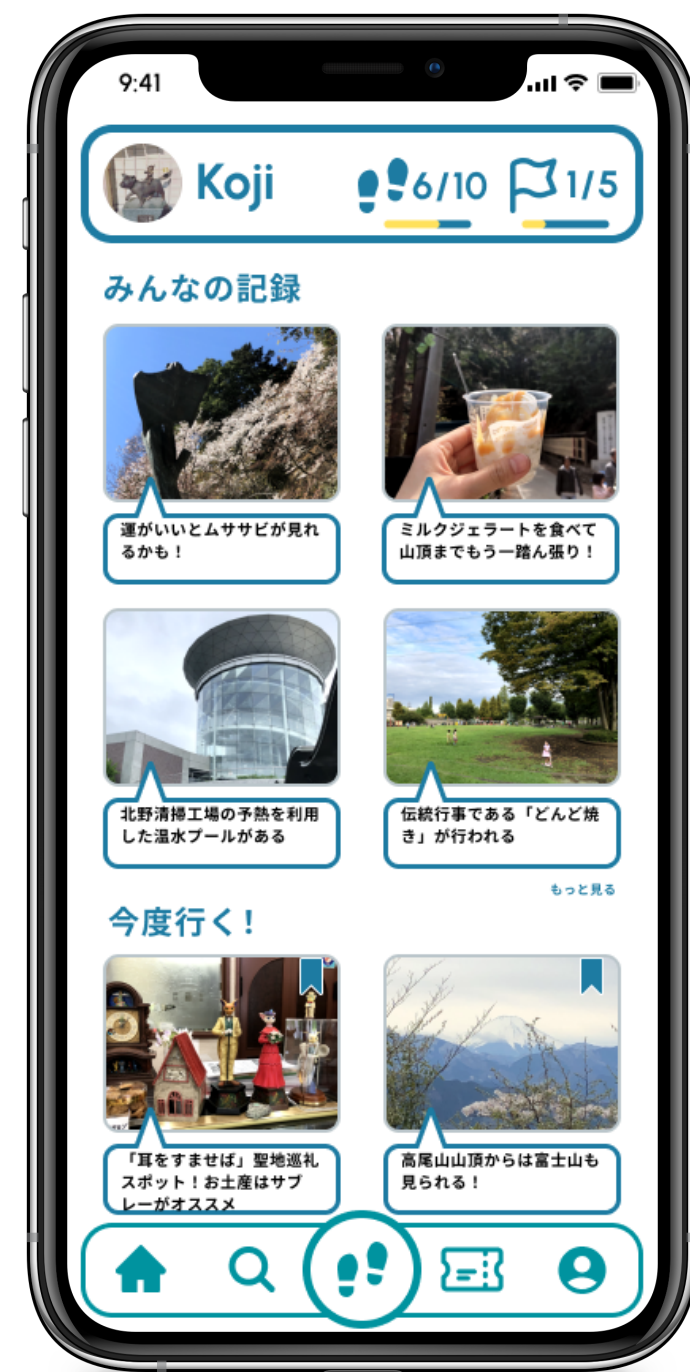 9:41
Koji
6/10
1/5
みんなの記録
運がいいとムササビが見れ
るかも！
ミルクジェラートを食べて
山頂までもう一踏ん張り！
北野清掃工場の予熱を利用
した温水プールがある
伝統行事である「どんど焼
き」が行われる
もっと見る
今度行く！
「耳をすませば」聖地巡礼
スポット！お土産はサブ
レーがオススメ
高尾山山頂からは富士山も
見られる！